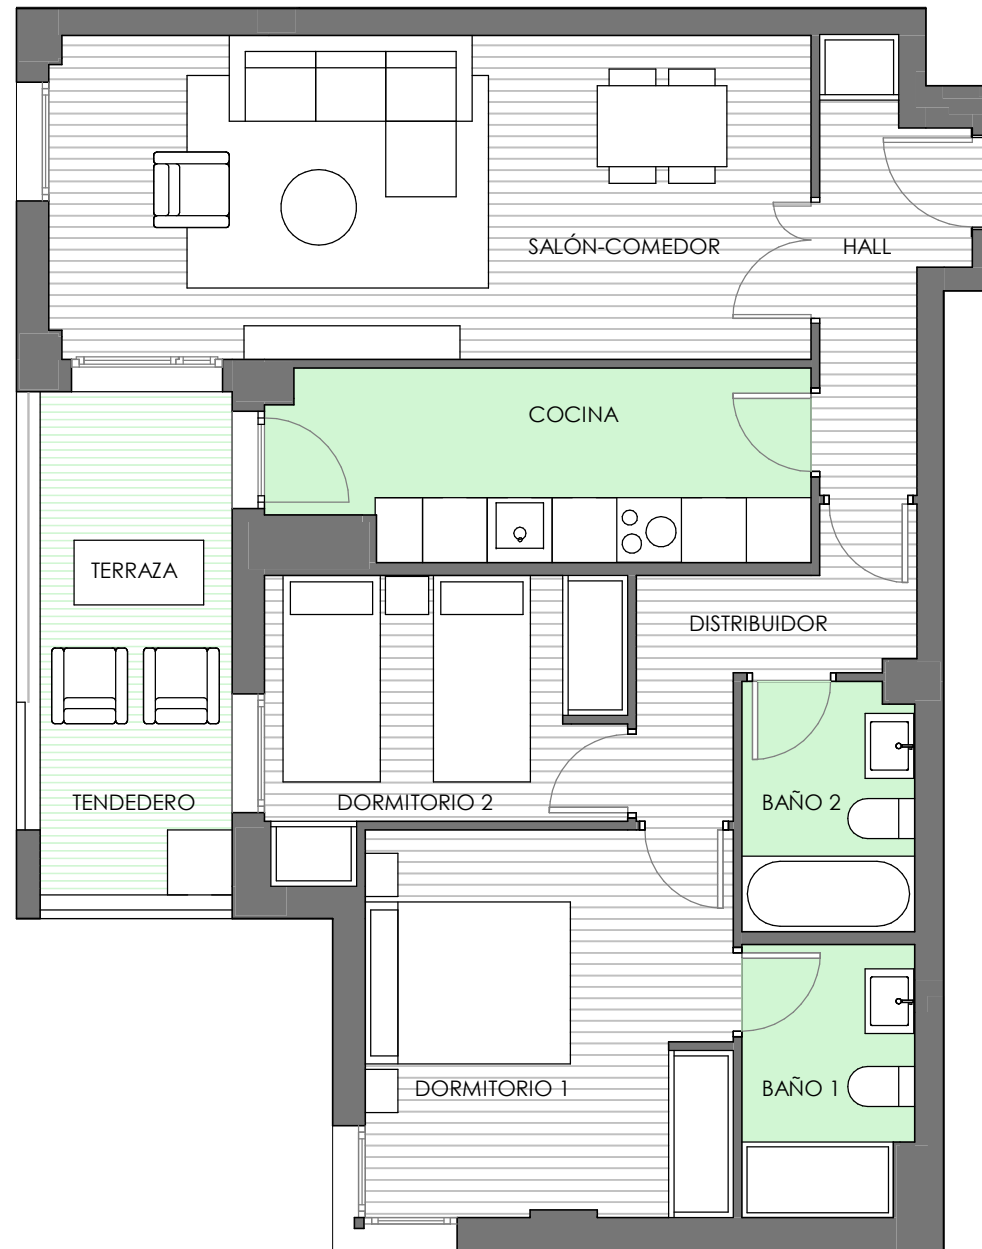 SALÓN-COMEDOR
HALL
COCINA
TERRAZA
DISTRIBUIDOR
TENDEDERO
DORMITORIO 2
BAÑO 2
DORMITORIO 1
BAÑO 1